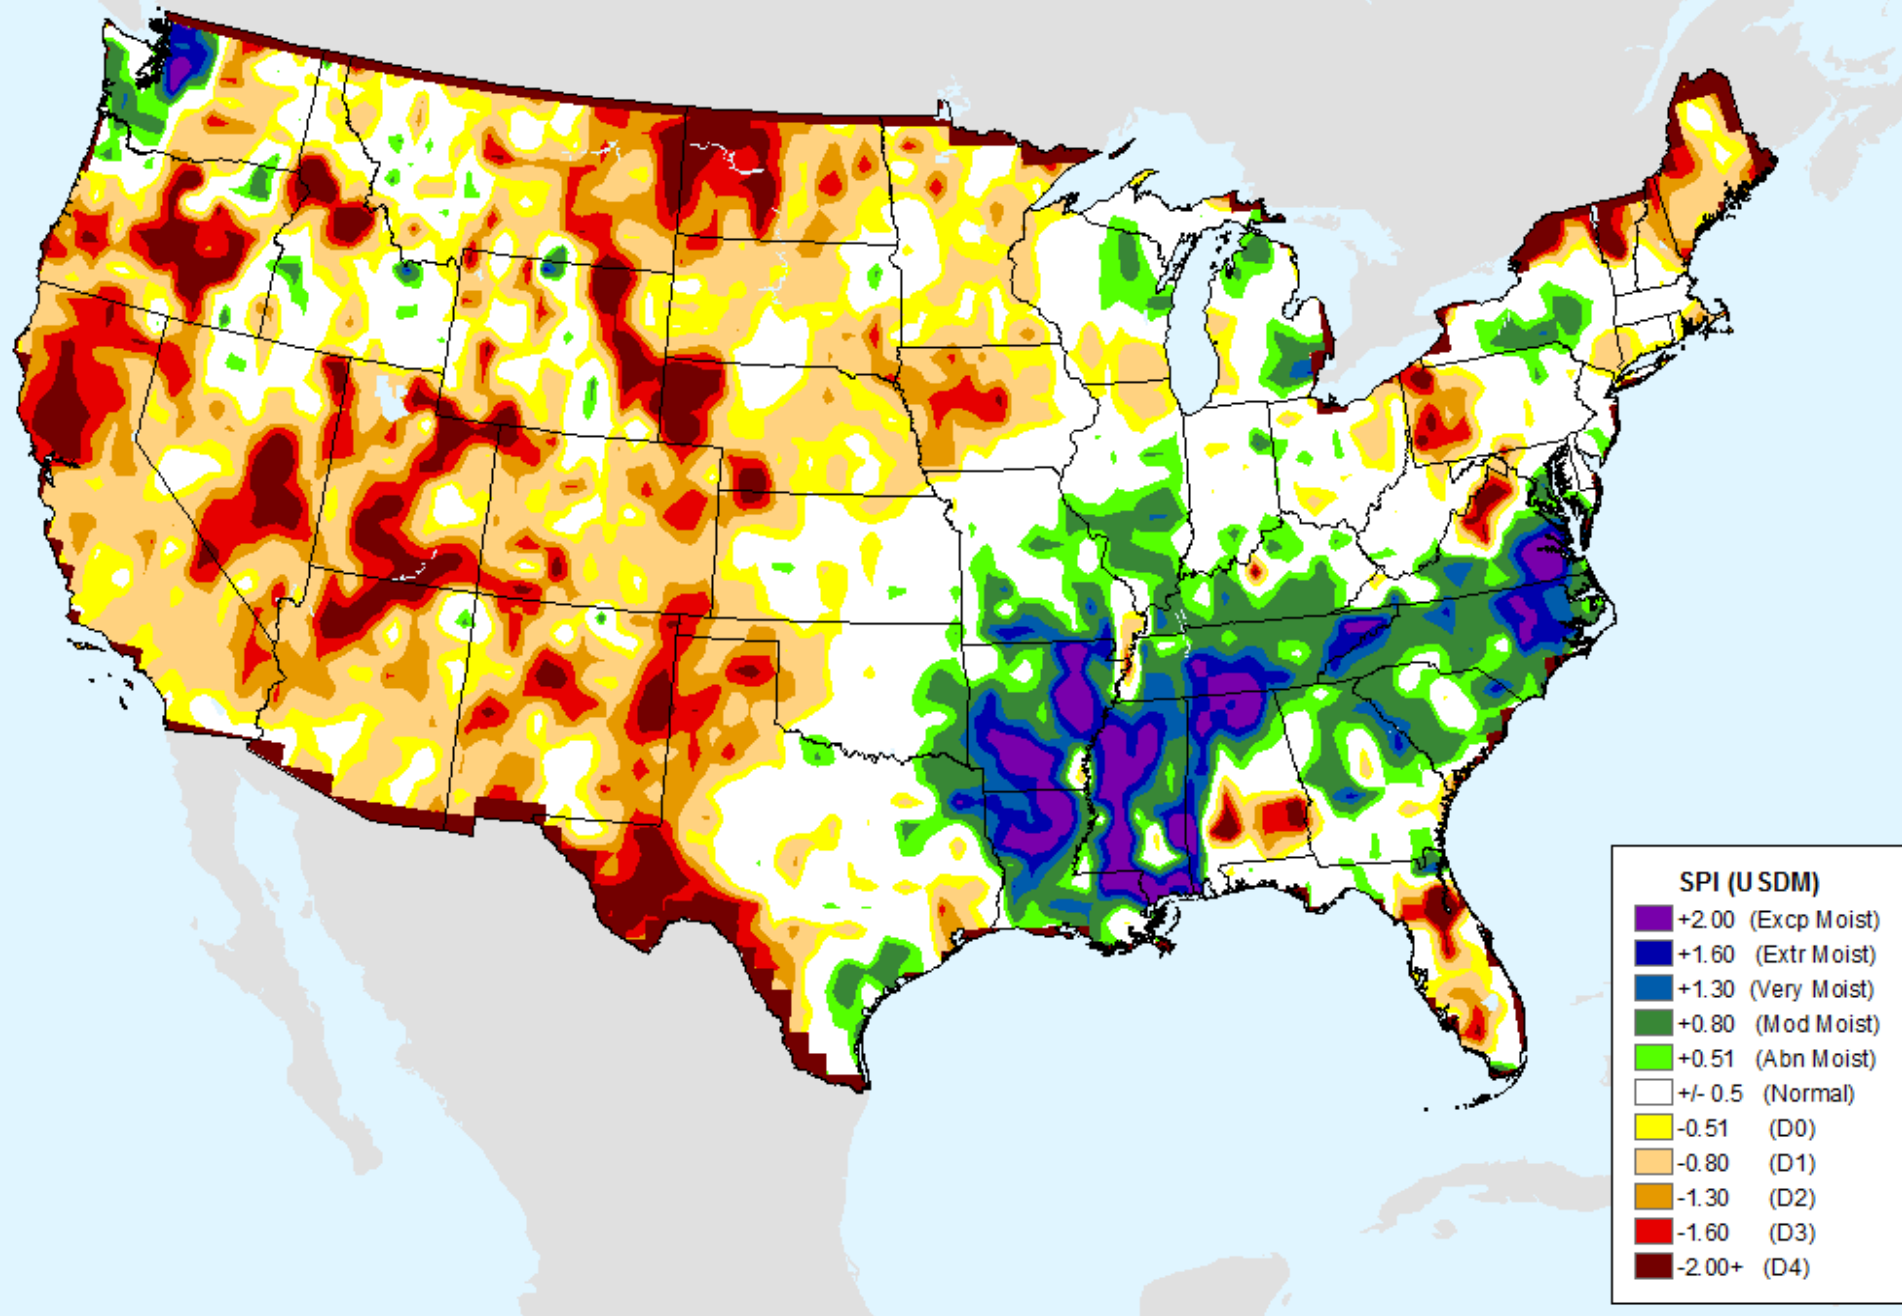 SPI (USDM)
+2.00 (Excp Moist)
+1.60 (Extr Moist)
+1.30 (Very Moist)
+0.80 (Mod Moist)
+0.51 (Abn Moist)
+/- 0.5 (Normal)
-0.51 (D0)
-0.80 (D1)
-1.30 (D2)
-1.60 (D3)
-2.00+ (D4)